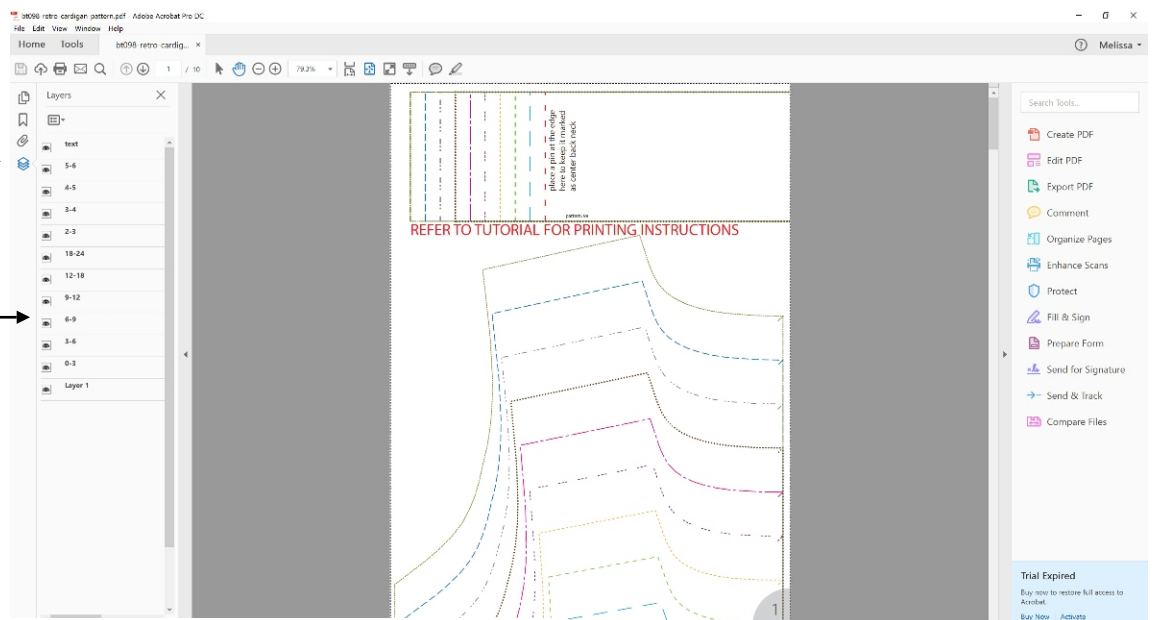 bt098-retro-cardigan-pattern.pdf - Adobe Acrobat Pro DC
File Edit View Window Help
Home Tools bt098-retro-cardig... ×
? Melissa
1 / 10 79.2%
Layers
text
5-6
4-5
3-4
2-3
18-24
12-18
9-12
6-9
3-6
0-3
Layer 1
place a pin at the edge
here to keep it marked
as center back neck
REFER TO TUTORIAL FOR PRINTING INSTRUCTIONS
1
Search Tools...
Create PDF
Edit PDF
Export PDF
Comment
Organize Pages
Enhance Scans
Protect
Fill & Sign
Prepare Form
Send for Signature
Send & Track
Compare Files
Trial Expired
Buy now to restore full access to
Acrobat.
Buy Now Activate